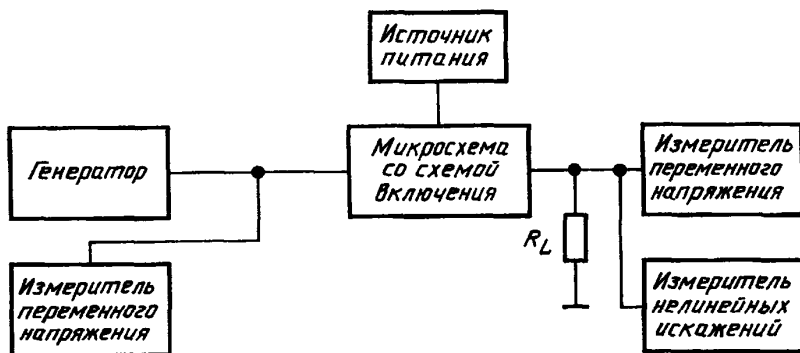 Источник
питания
Генератор
Микросхема
со схемой
включения
Измеритель
переменного
напряжения
R_L
Измеритель
переменного
напряжения
Измеритель
нелинейных
искажений